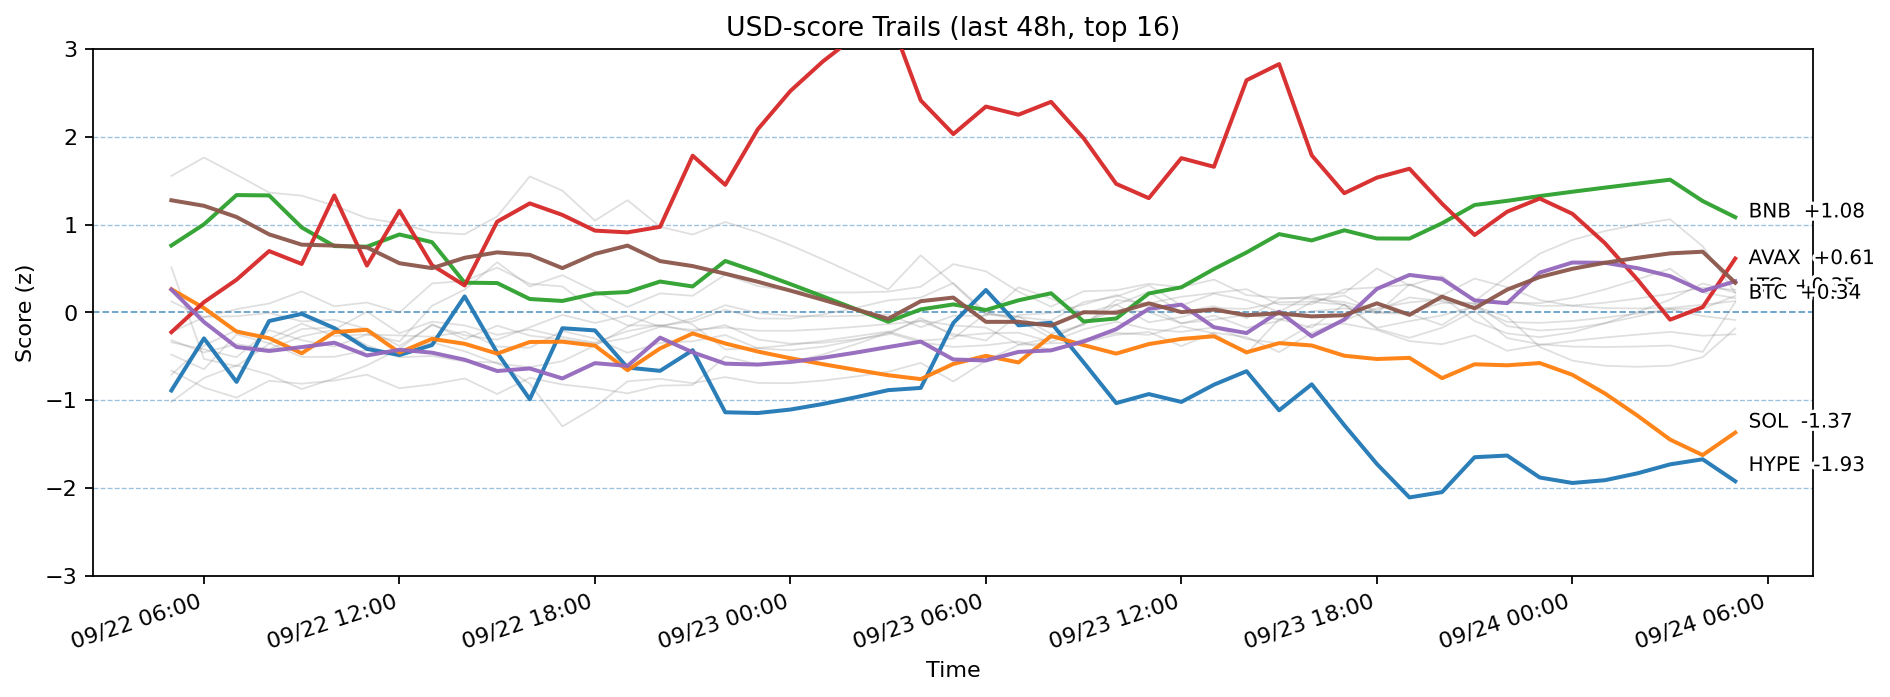 USD-score Trails (last 48h, top 16)
Score (z)
3
2
1
0
−1
−2
−3
BNB +1.08
AVAX +0.61
LTC +0.35
BTC +0.34
SOL -1.37
HYPE -1.93
09/22 06:00
09/22 12:00
09/22 18:00
09/23 00:00
09/23 06:00
09/23 12:00
09/23 18:00
09/24 00:00
09/24 06:00
Time